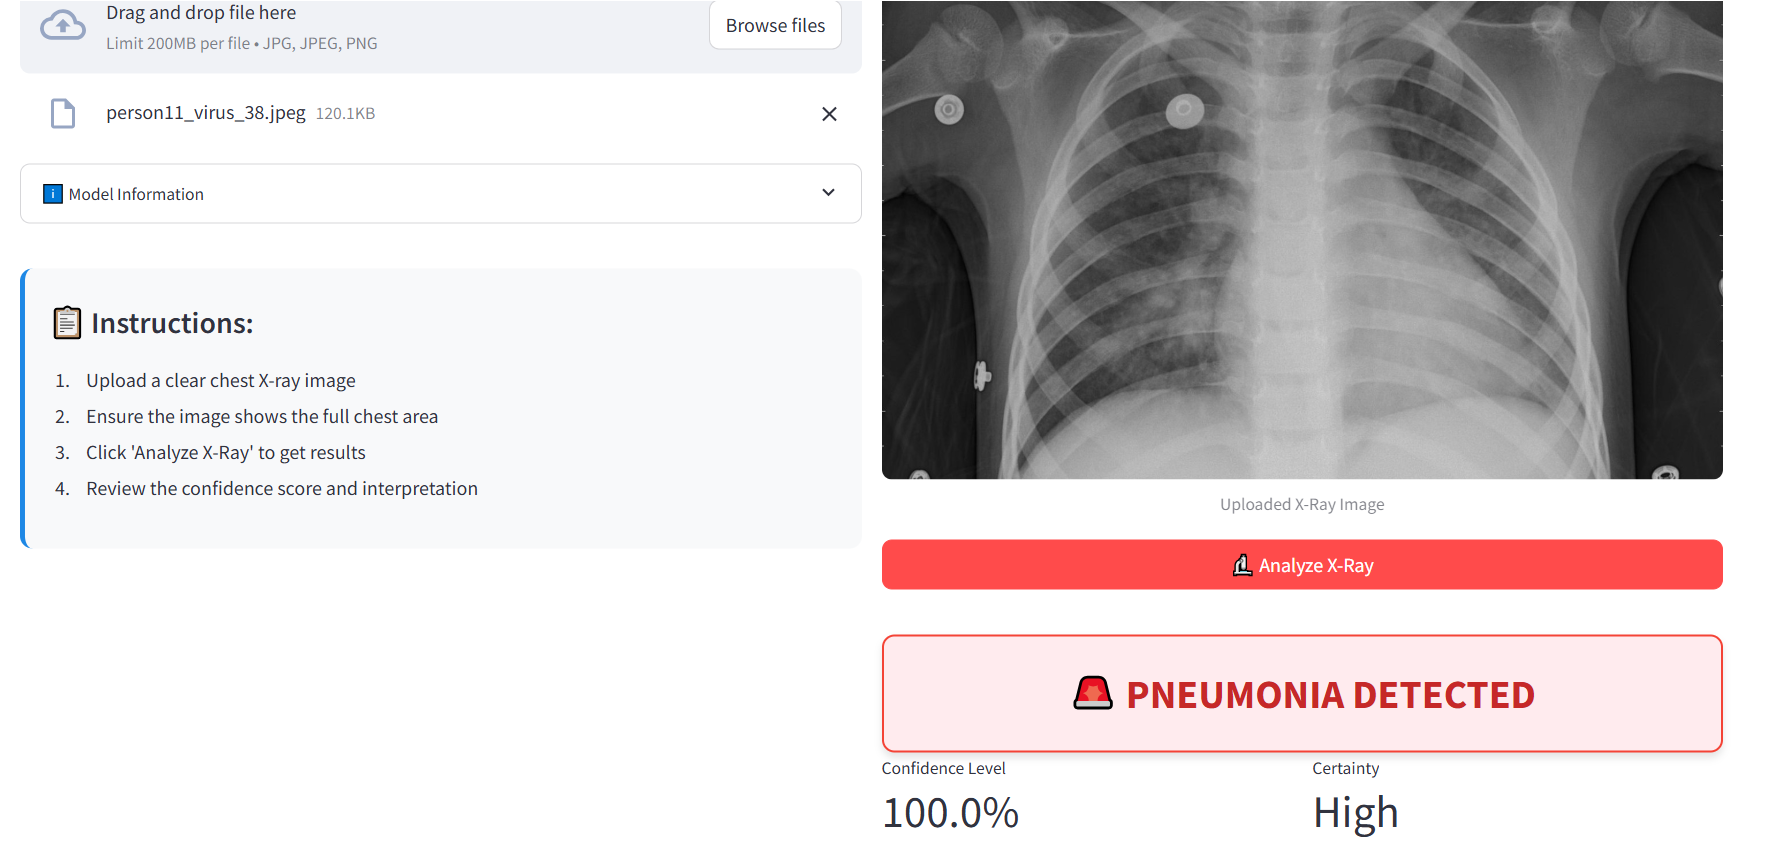 Drag and drop file here
Limit 200MB per file • JPG, JPEG, PNG
Browse files
person11_virus_38.jpeg 120.1KB
Model Information
Instructions:
1. Upload a clear chest X-ray image
2. Ensure the image shows the full chest area
3. Click 'Analyze X-Ray' to get results
4. Review the confidence score and interpretation
Uploaded X-Ray Image
Analyze X-Ray
PNEUMONIA DETECTED
Confidence Level
100.0%
Certainty
High